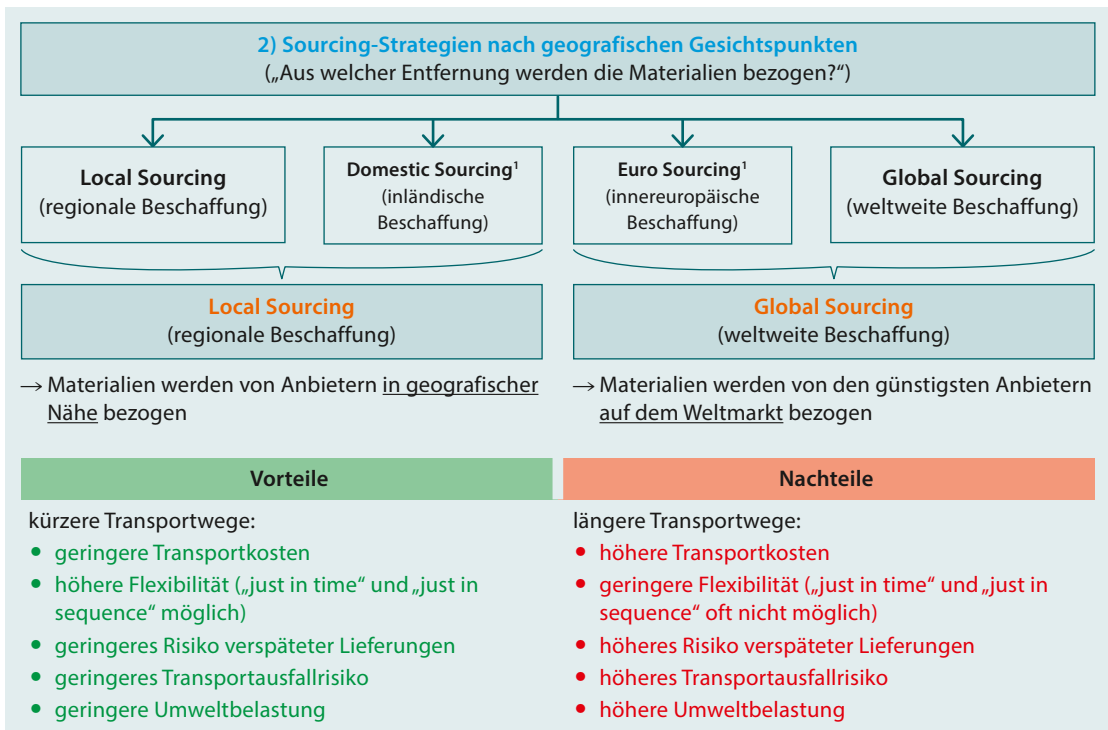 2) Sourcing-Strategien nach geografischen Gesichtspunkten
(„Aus welcher Entfernung werden die Materialien bezogen?“)
Local Sourcing
(regionale Beschaffung)
Domestic Sourcing¹
(inländische
Beschaffung)
Euro Sourcing¹
(innereuropäische
Beschaffung)
Global Sourcing
(weltweite Beschaffung)
Local Sourcing
(regionale Beschaffung)
→ Materialien werden von Anbietern in geografischer
Nähe bezogen
Global Sourcing
(weltweite Beschaffung)
→ Materialien werden von den günstigsten Anbietern
auf dem Weltmarkt bezogen
Vorteile
kürzere Transportwege:
• geringere Transportkosten
• höhere Flexibilität („just in time“ und „just in
sequence“ möglich)
• geringeres Risiko verspäteter Lieferungen
• geringeres Transportausfallrisiko
• geringere Umweltbelastung
Nachteile
längere Transportwege:
• höhere Transportkosten
• geringere Flexibilität („just in time“ und „just in
sequence“ oft nicht möglich)
• höheres Risiko verspäteter Lieferungen
• höheres Transportausfallrisiko
• höhere Umweltbelastung